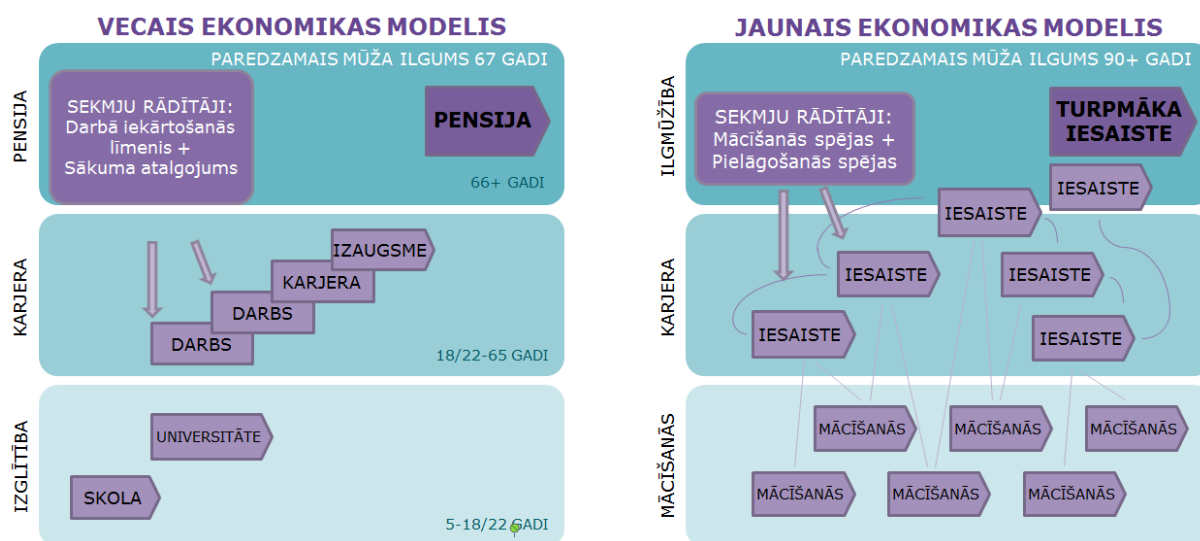 VECAIS EKONOMIKAS MODELIS
PENSIJA
PAREDZAMAIS MŪŽA ILGUMS 67 GADI
SEKMJU RĀDĪTĀJI:
Darbā iekārtošanās
līmenis +
Sākuma atalgojums
PENSIJA
66+ GADI
KARJERA
IZAUGSME
KARJERA
DARBS
DARBS
18/22-65 GADI
IZGLĪTĪBA
UNIVERSITĀTE
SKOLA
5-18/22 GADI
JAUNAIS EKONOMIKAS MODELIS
ILGMŪŽĪBA
PAREDZAMAIS MŪŽA ILGUMS 90+ GADI
SEKMJU RĀDĪTĀJI:
Mācīšanās spējas +
Pielāgošanās spējas
TURPMĀKA
IESAISTE
IESAISTE
IESAISTE
KARJERA
IESAISTE
IESAISTE
IESAISTE
IESAISTE
MĀCĪŠANĀS
MĀCĪŠANĀS
MĀCĪŠANĀS
MĀCĪŠANĀS
MĀCĪŠANĀS
MĀCĪŠANĀS
MĀCĪŠANĀS